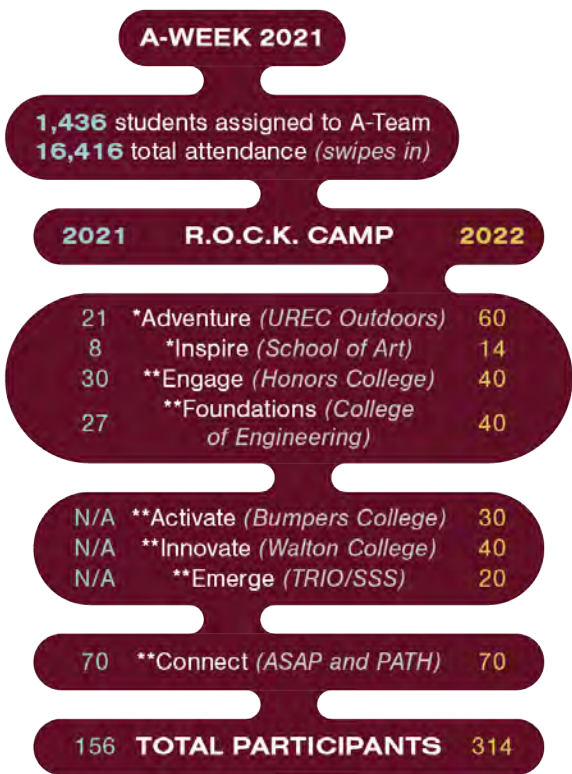 A-WEEK 2021
1,436 students assigned to A-Team
16,416 total attendance (swipes in)
2021 R.O.C.K. CAMP 2022
21 *Adventure (UREC Outdoors) 60
8 *Inspire (School of Art) 14
30 **Engage (Honors College) 40
27 **Foundations (College
of Engineering) 40
N/A **Activate (Bumpers College) 30
N/A **Innovate (Walton College) 40
N/A **Emerge (TRIO/SSS) 20
70 **Connect (ASAP and PATH) 70
156 TOTAL PARTICIPANTS 314